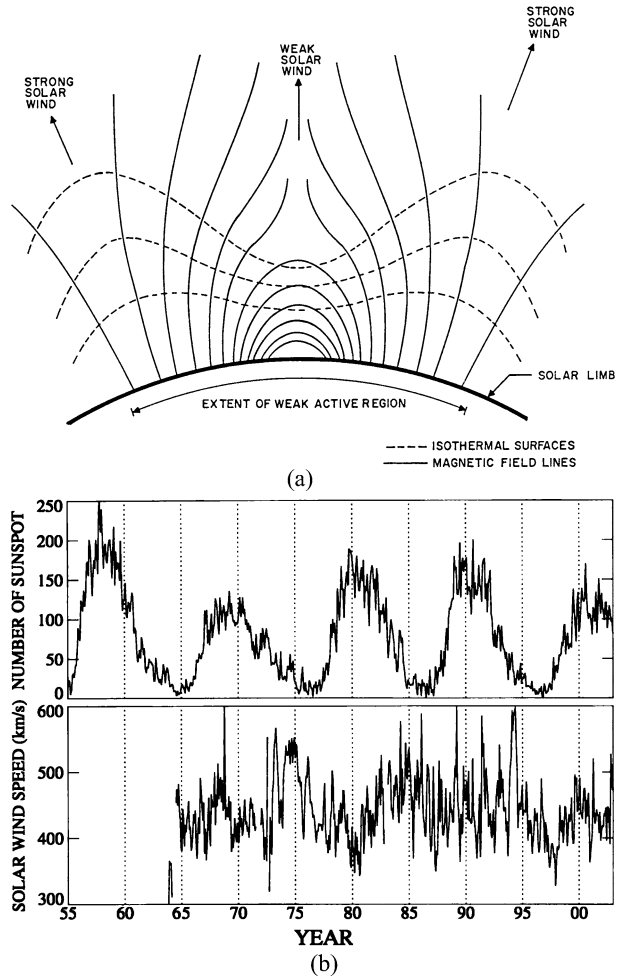 STRONG
SOLAR
WIND
WEAK
SOLAR
WIND
STRONG
SOLAR
WIND
SOLAR LIMB
EXTENT OF WEAK ACTIVE REGION
ISOTHERMAL SURFACES
MAGNETIC FIELD LINES
(a)
NUMBER OF SUNSPOT
250
200
150
100
50
0
SOLAR WIND SPEED (km/s)
600
500
400
300
55 60 65 70 75 80 85 90 95 00
YEAR
(b)